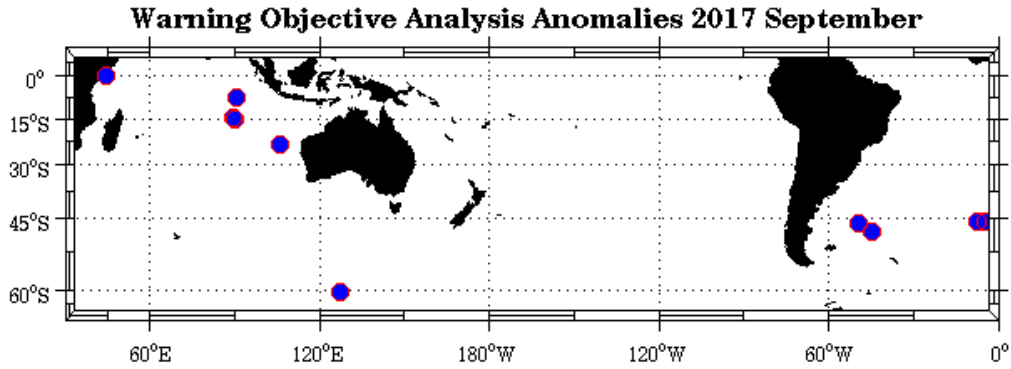 Warning Objective Analysis Anomalies 2017 September
0°
15°S
30°S
45°S
60°S
60°E 120°E 180°W 120°W 60°W 0°